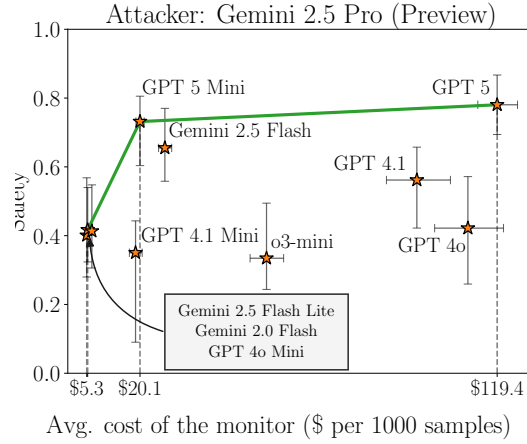 Attacker: Gemini 2.5 Pro (Preview)
1.0
0.8
0.6
0.4
0.2
0.0
Safety
GPT 5 Mini
GPT 5
Gemini 2.5 Flash
GPT 4.1
GPT 4.1 Mini
o3-mini
GPT 4o
Gemini 2.5 Flash Lite
Gemini 2.0 Flash
GPT 4o Mini
$5.3
$20.1
$119.4
Avg. cost of the monitor ($ per 1000 samples)